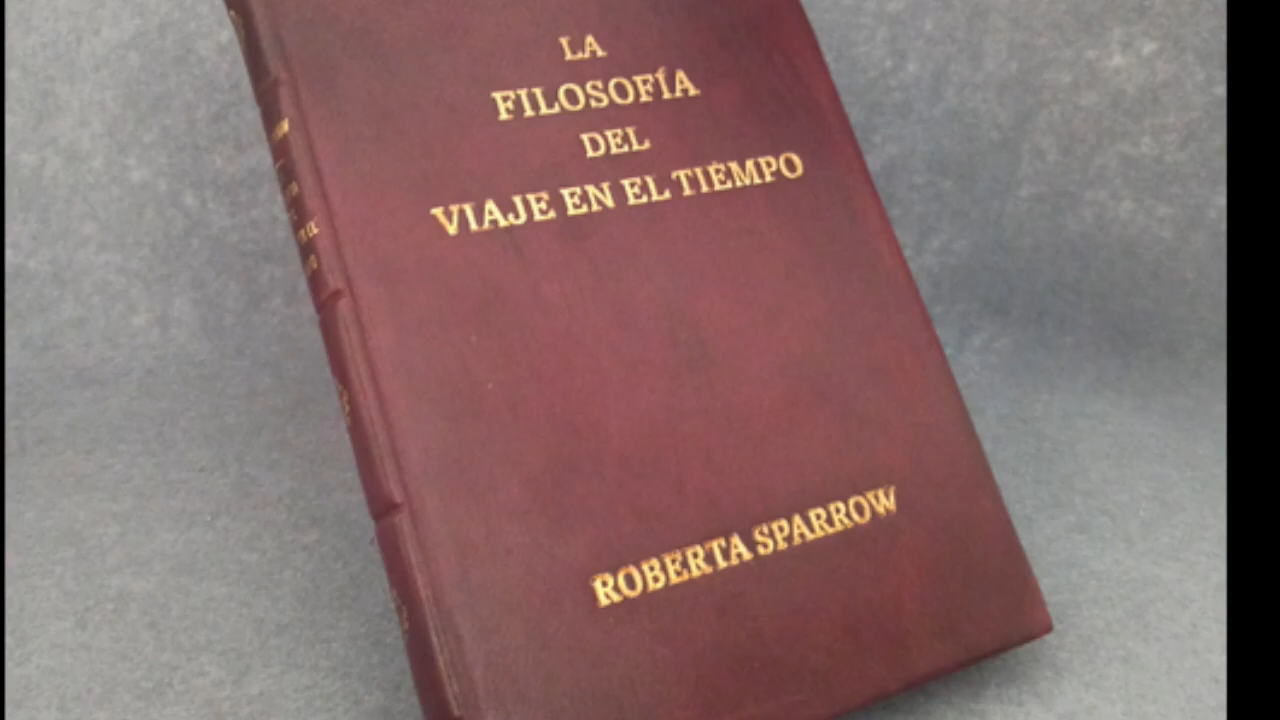 LA
FILOSOFÍA
DEL
VIAJE EN EL TIEMPO
ROBERTA SPARROW